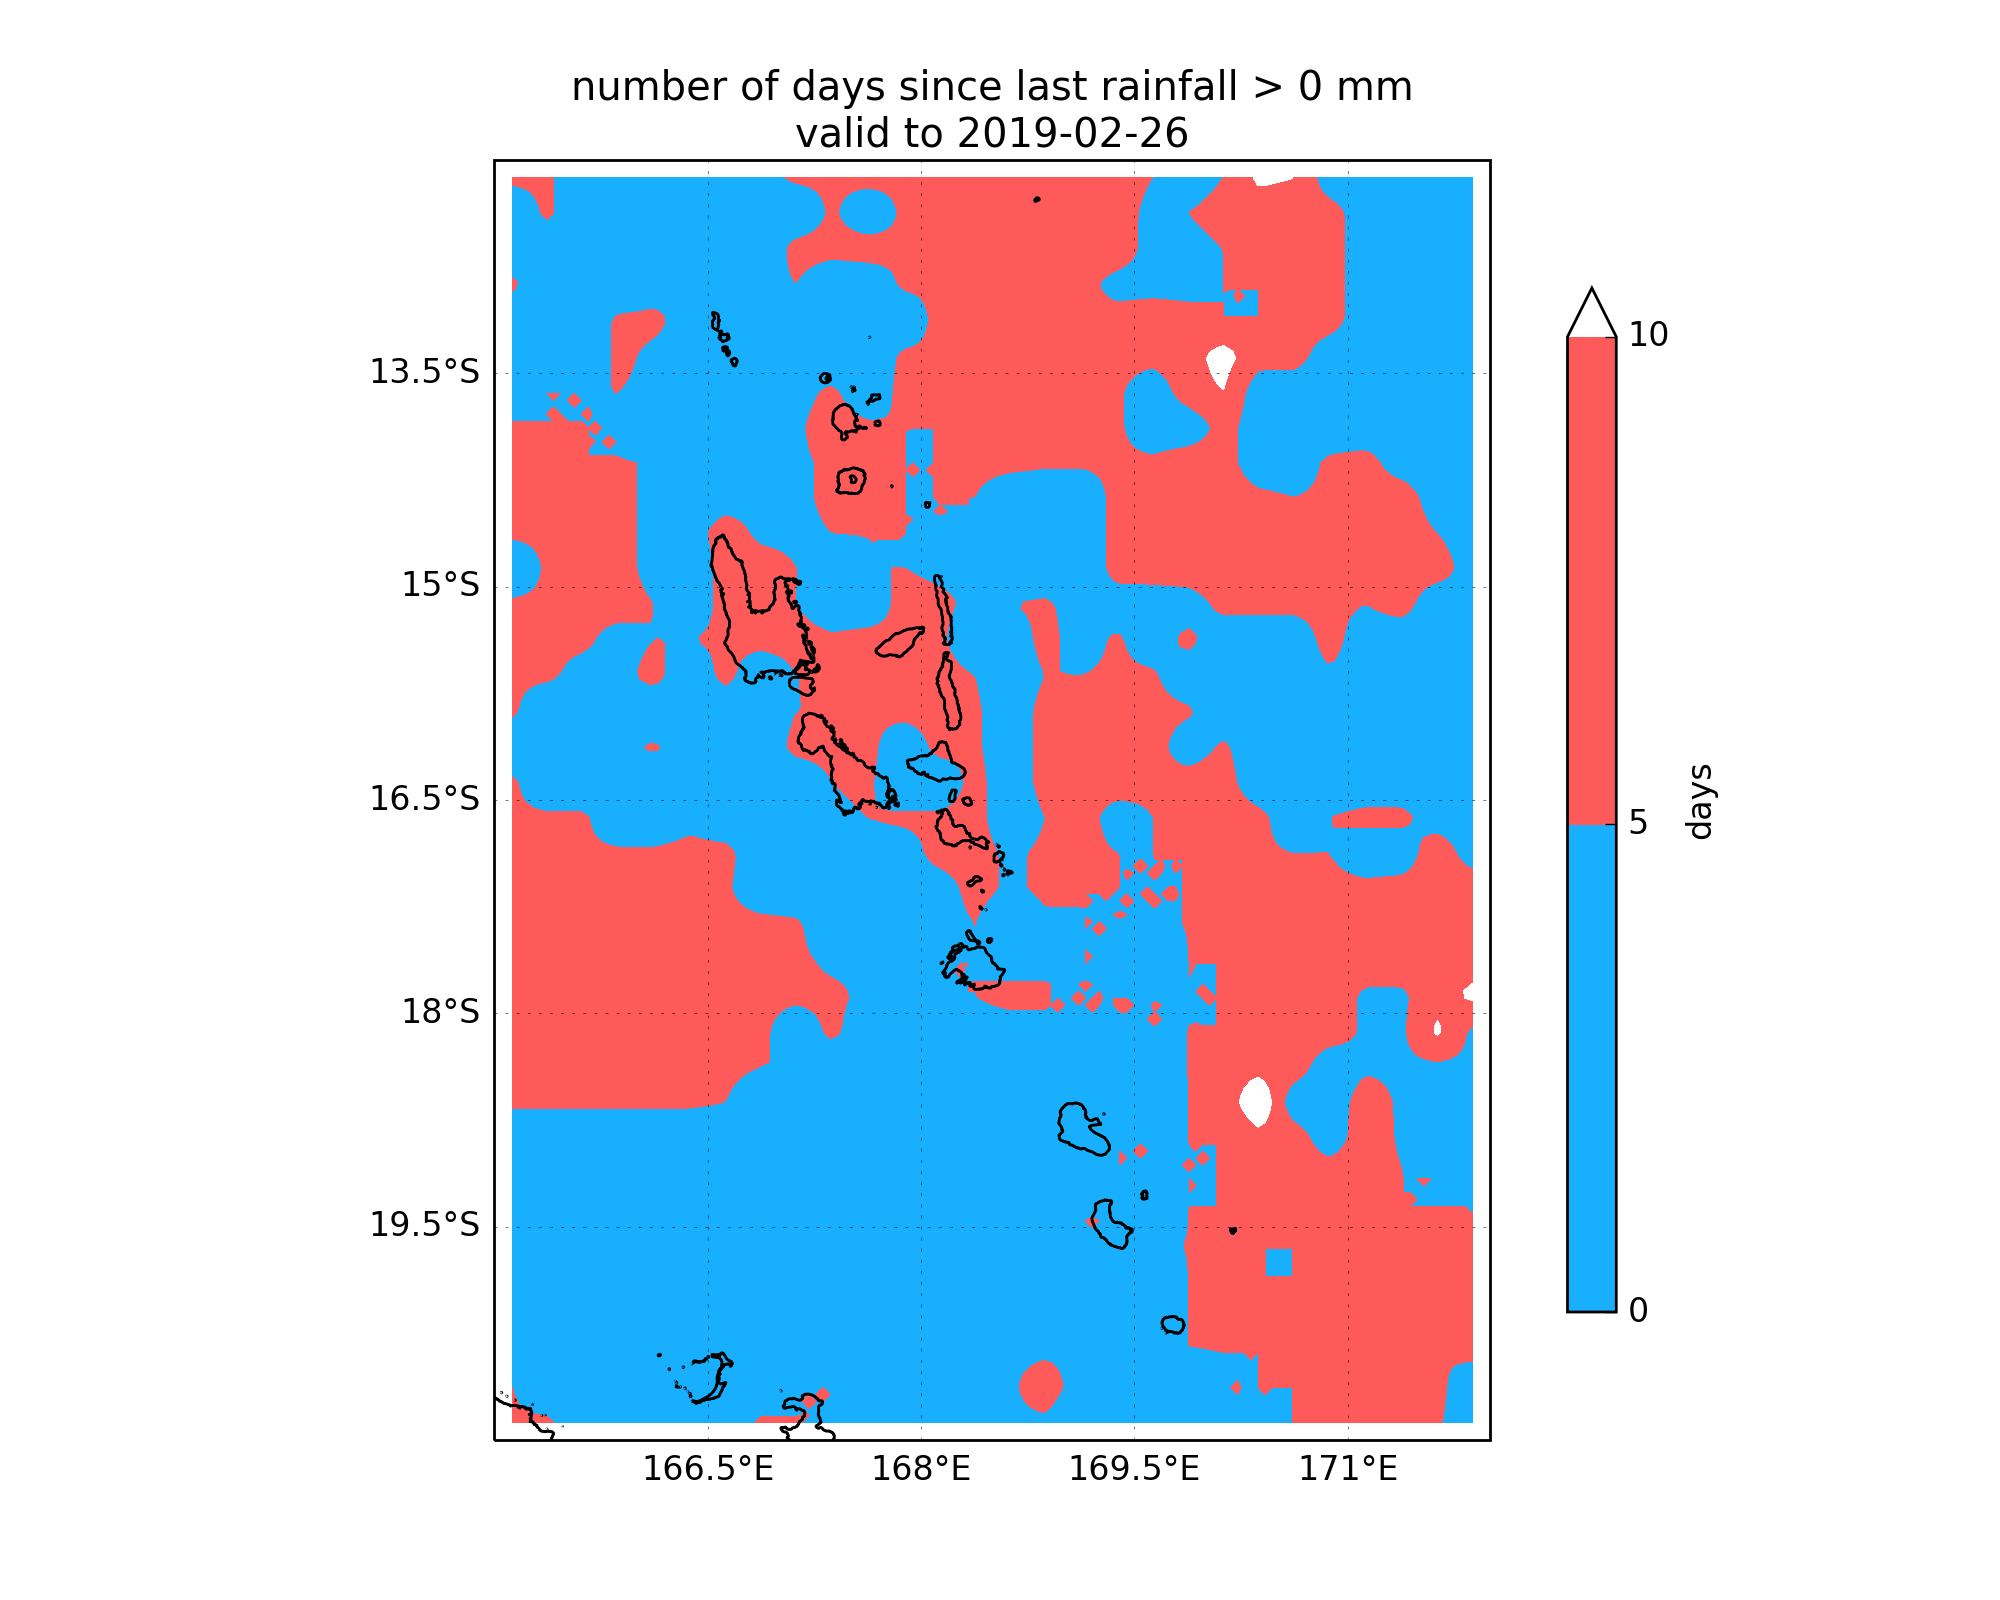 number of days since last rainfall > 0 mm
valid to 2019-02-26
13.5°S
15°S
16.5°S
18°S
19.5°S
166.5°E
168°E
169.5°E
171°E
10
5
0
days